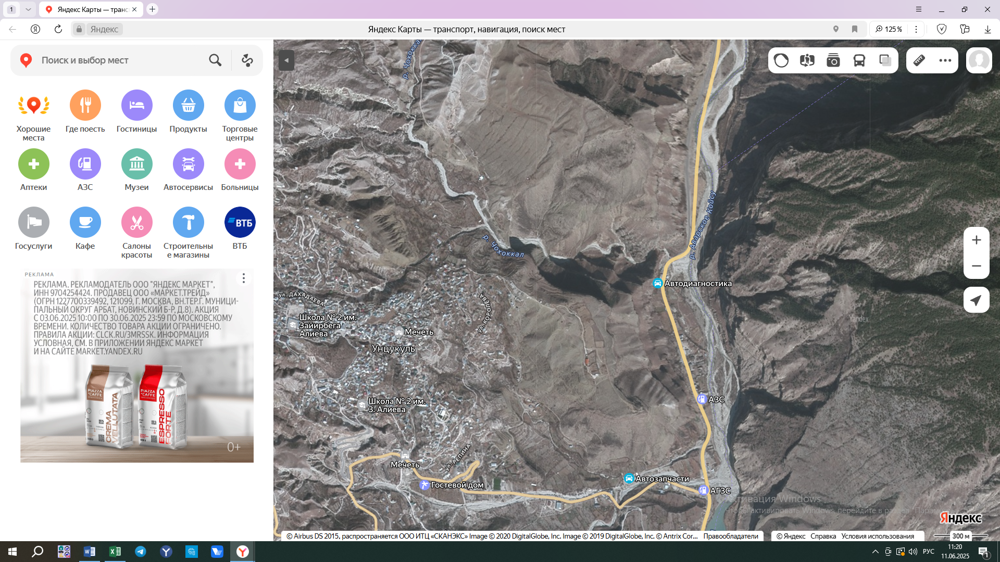 1
Яндекс Карты — транс
Яндекс
Яндекс Карты — транспорт, навигация, поиск мест
125 %
Поиск и выбор мест
Хорошие места
Где поесть
Гостиницы
Продукты
Торговые центры
Аптеки
АЗС
Музеи
Автосервисы
Больницы
Госуслуги
Кафе
Салоны красоты
Строительны
е магазины
ВТБ
ВТБ
РЕКЛАМА
РЕКЛАМА. РЕКЛАМОДАТЕЛЬ ООО "ЯНДЕКС МАРКЕТ",
ИНН 9704254424. ПРОДАВЕЦ ООО «МАРКЕТ.ТРЕЙД»
(ОГРН 1227700339492, 121099, Г. МОСКВА, ВН.ТЕР.Г. МУНИЦИ-
ПАЛЬНЫЙ ОКРУГ АРБАТ, НОВИНСКИЙ Б-Р, Д.8). АКЦИЯ
С 03.06.2025 10:00 ПО 30.06.2025 23:59 ПО МОСКОВСКОМУ
ВРЕМЕНИ. КОЛИЧЕСТВО ТОВАРА АКЦИИ ОГРАНИЧЕНО.
ПРАВИЛА АКЦИИ: CLCK.RU/3MRSSK. ИНФОРМАЦИЯ
УСЛОВНАЯ, СМ. В ПРИЛОЖЕНИИ ЯНДЕКС МАРКЕТ
И НА САЙТЕ MARKET.YANDEX.RU
PIAZZA
CAFFE
CREMA
VELLUTATA
PIAZZA
CAFFE
ESPRESSO
FORTE
0+
р. Чохоккал
р. Чохоккал
р. Аварское Койсу
Автодиагностика
ул. ДАХАДАЕВА
ул. КОРОЛЕВА
Школа № 2 им.
Зайирбега
Алиева
Мечеть
Унцукуль
Yandex
Школа № 2 им.
З. Алиева
АЗС
ул. РЕПИНА
Мечеть
Гостевой дом
Автозапчасти
АГЗС
Активация Windows
Чтобы активировать Windows, перейдите в раздел
Яндекс
© Airbus DS 2015, распространяется ООО ИТЦ «СКАНЭКС» Image © 2020 DigitalGlobe, Inc. Image © 2019 DigitalGlobe, Inc. © Antrix Cor...
Правообладатели
© Яндекс
Справка
Условия использования
300 м
РУС
11:20
11.06.2025
1